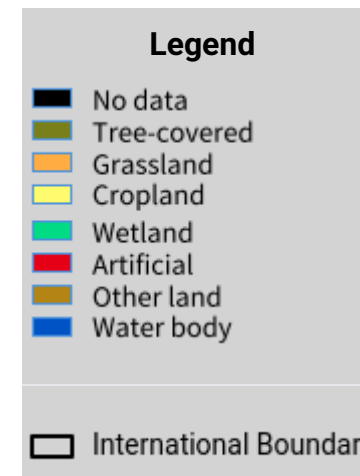 Legend
No data
Tree-covered
Grassland
Cropland
Wetland
Artificial
Other land
Water body
International Boundar